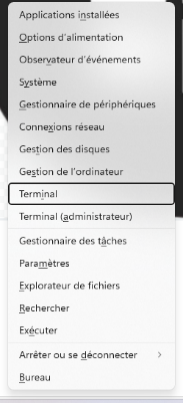 Applications installées
Options d'alimentation
Observateur d'événements
Système
Gestionnaire de périphériques
Connexions réseau
Gestion des disques
Gestion de l'ordinateur
Terminal
Terminal (administrateur)
Gestionnaire des tâches
Paramètres
Explorateur de fichiers
Rechercher
Exécuter
Arrêter ou se déconnecter
Bureau